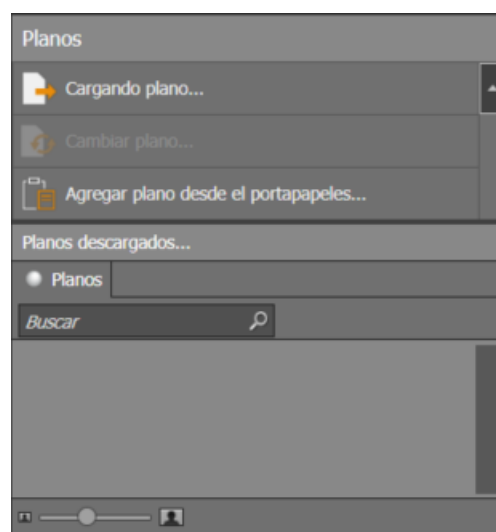 Planos
Cargando plano...
Cambiar plano...
Agregar plano desde el portapapeles...
Planos descargados...
Planos
Buscar